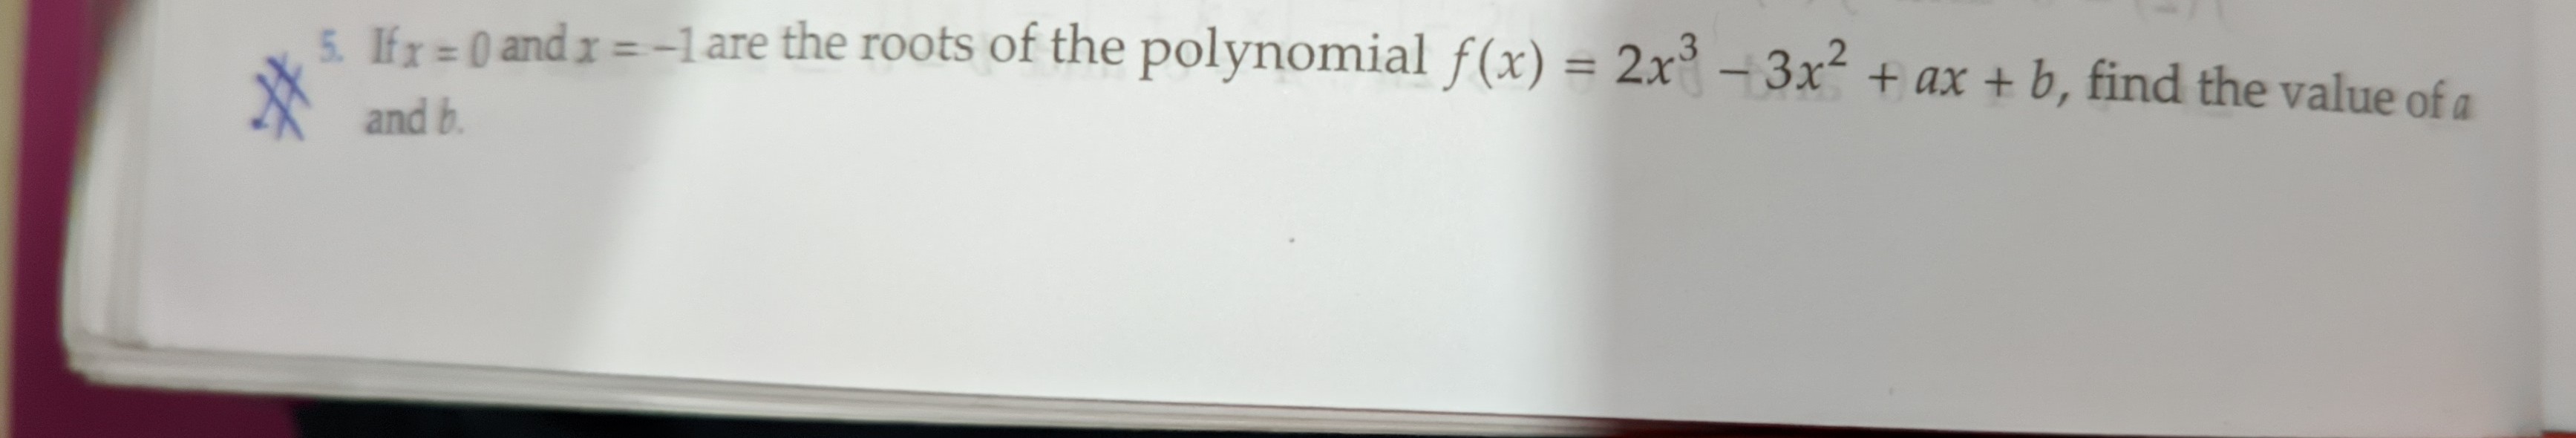 5. If x = 0 and x = −1 are the roots of the polynomial f(x) = 2x³ − 3x² + ax + b, find the value of a
and b.